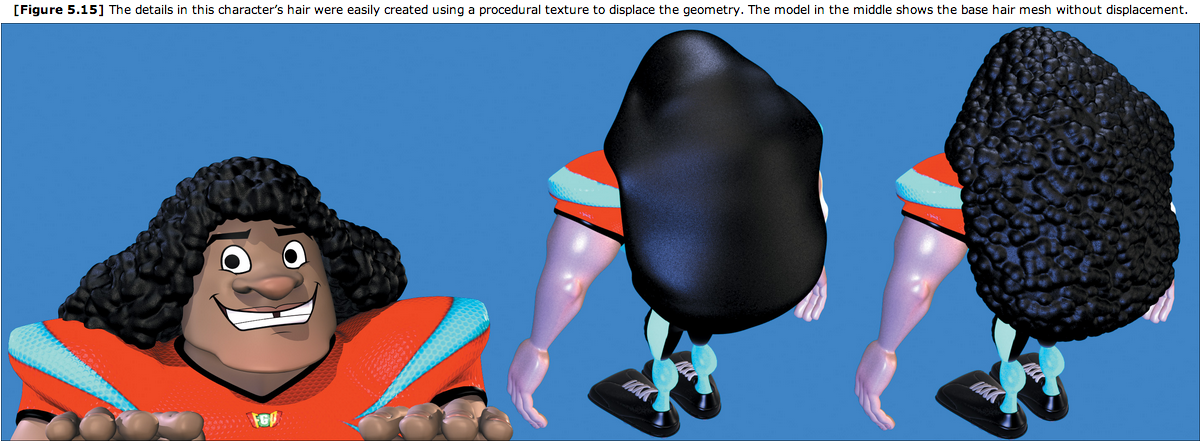 [Figure 5.15] The details in this character’s hair were easily created using a procedural texture to displace the geometry. The model in the middle shows the base hair mesh without displacement.
FGU